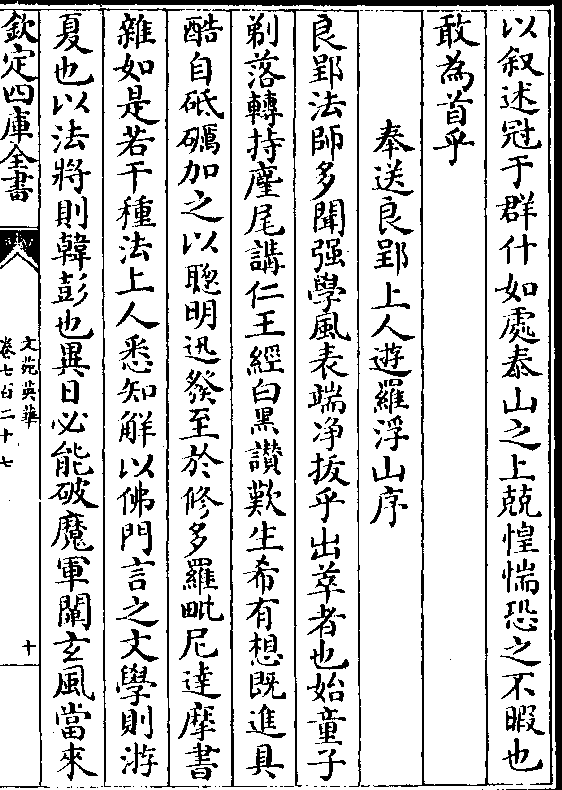 以叙述冠于群什如處泰山之上兢惶惴恐之不暇也
敢為首乎
奉送良郢上人遊羅浮山序
良郢法師多聞强學風表端净拔乎出萃者也始童子
剃落轉持麈尾講仁王經白黑讃歎生希有想既進具
酷自砥礪加之以聰明迅發至於修多羅毗尼達摩書
雜如是若干種法上人悉知解以佛門言之文學則游
夏也以法將則韓彭也異日必能破魔軍闡玄風當來
欽定四庫全書
文苑英華
卷七百二十七
十